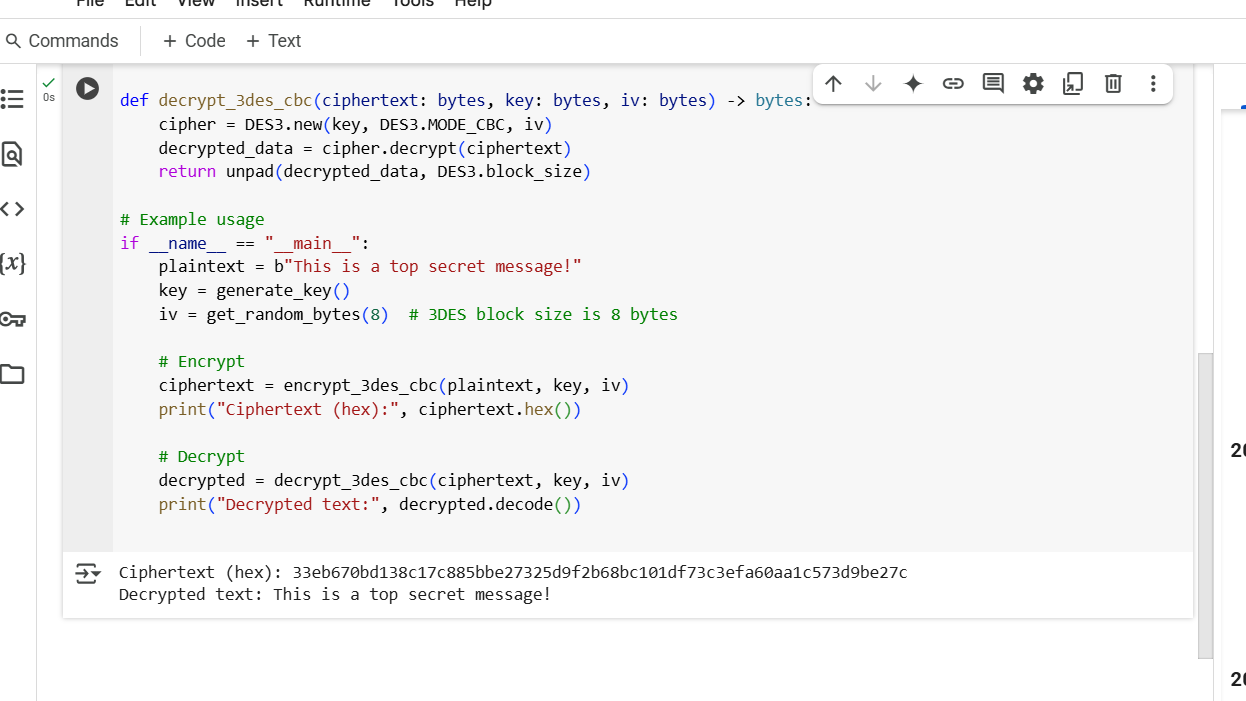 File Edit View Insert Runtime Tools Help
Commands + Code + Text
0s
def decrypt_3des_cbc(ciphertext: bytes, key: bytes, iv: bytes) -> bytes:
    cipher = DES3.new(key, DES3.MODE_CBC, iv)
    decrypted_data = cipher.decrypt(ciphertext)
    return unpad(decrypted_data, DES3.block_size)
# Example usage
if __name__ == "__main__":
    plaintext = b"This is a top secret message!"
    key = generate_key()
    iv = get_random_bytes(8)  # 3DES block size is 8 bytes
    # Encrypt
    ciphertext = encrypt_3des_cbc(plaintext, key, iv)
    print("Ciphertext (hex):", ciphertext.hex())
    # Decrypt
    decrypted = decrypt_3des_cbc(ciphertext, key, iv)
    print("Decrypted text:", decrypted.decode())
Ciphertext (hex): 33eb670bd138c17c885bbe27325d9f2b68bc101df73c3efa60aa1c573d9be27c
Decrypted text: This is a top secret message!